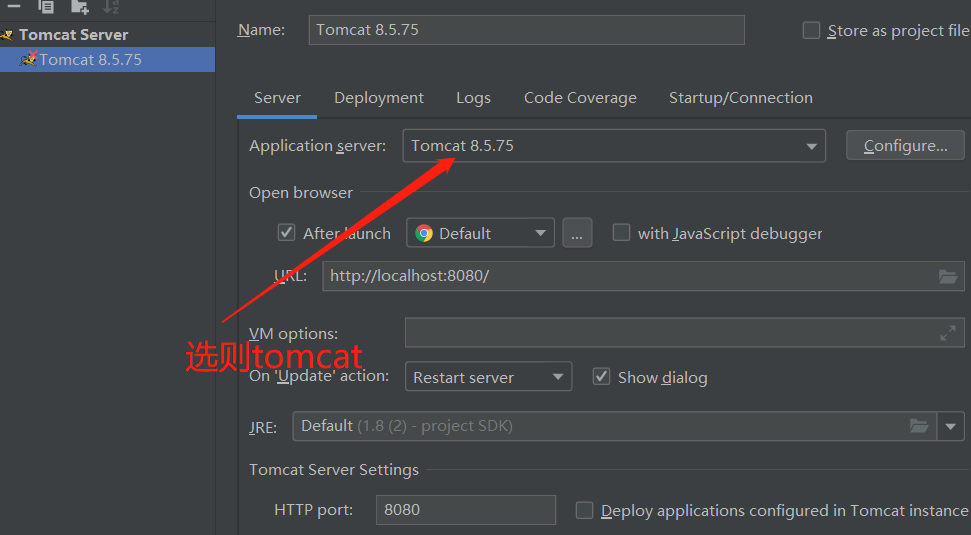 Tomcat Server
Tomcat 8.5.75
Name: Tomcat 8.5.75 Store as project file
Server Deployment Logs Code Coverage Startup/Connection
Application server: Tomcat 8.5.75 Configure...
Open browser
After launch Default ... with JavaScript debugger
URL: http://localhost:8080/
VM options:
选则tomcat
On 'Update' action: Restart server Show dialog
JRE: Default (1.8 (2) - project SDK)
Tomcat Server Settings
HTTP port: 8080 Deploy applications configured in Tomcat instance